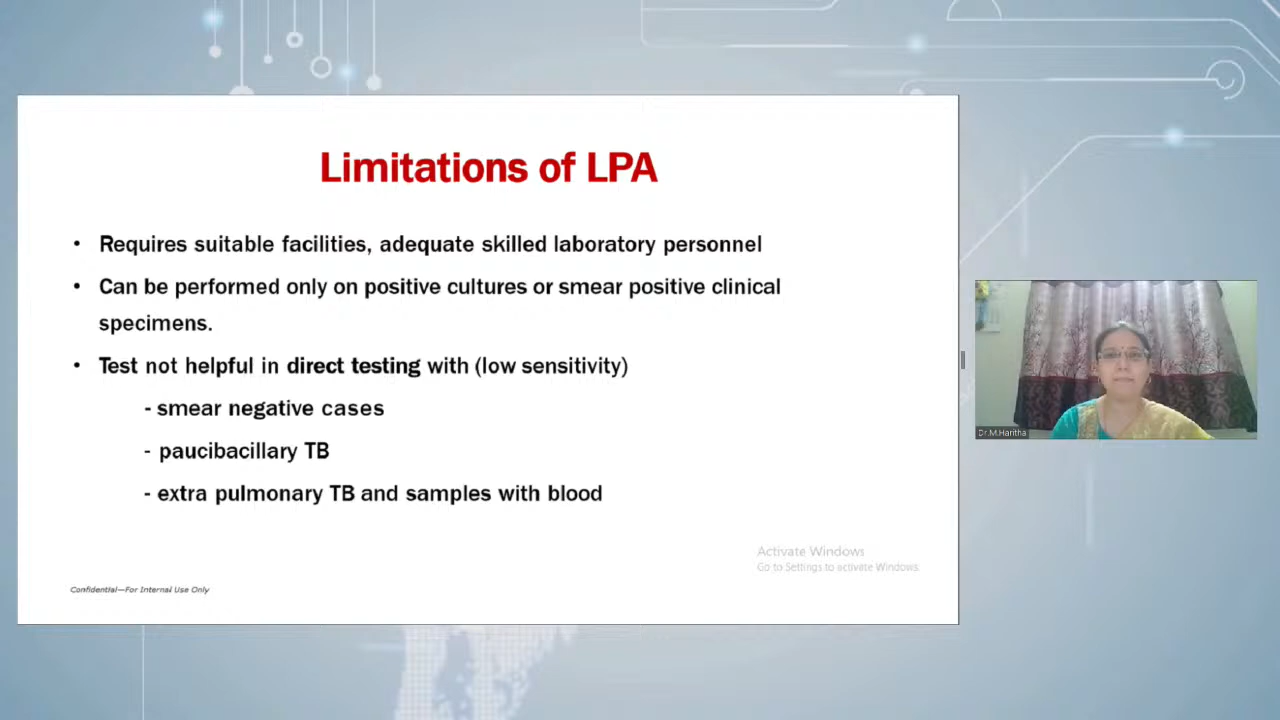 Limitations of LPA
• Requires suitable facilities, adequate skilled laboratory personnel
• Can be performed only on positive cultures or smear positive clinical
specimens.
• Test not helpful in direct testing with (low sensitivity)
- smear negative cases
- paucibacillary TB
- extra pulmonary TB and samples with blood
Activate Windows
Go to Settings to activate Windows.
Confidential—For Internal Use Only
Dr.M.Haritha